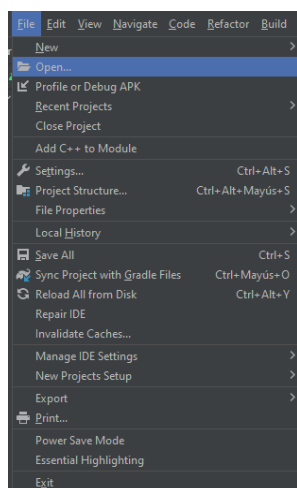 File Edit View Navigate Code Refactor Build
New
Open...
Profile or Debug APK
Recent Projects
Close Project
Add C++ to Module
Settings... Ctrl+Alt+S
Project Structure... Ctrl+Alt+Mayús+S
File Properties
Local History
Save All Ctrl+S
Sync Project with Gradle Files Ctrl+Mayús+O
Reload All from Disk Ctrl+Alt+Y
Repair IDE
Invalidate Caches...
Manage IDE Settings
New Projects Setup
Export
Print...
Power Save Mode
Essential Highlighting
Exit